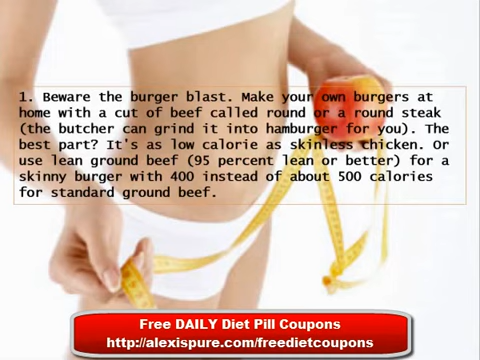 1. Beware the burger blast. Make your own burgers at
home with a cut of beef called round or a round steak
(the butcher can grind it into hamburger for you). The
best part? It's as low calorie as skinless chicken. Or
use lean ground beef (95 percent lean or better) for a
skinny burger with 400 instead of about 500 calories
for standard ground beef.
Free DAILY Diet Pill Coupons
http://alexispure.com/freedietcoupons